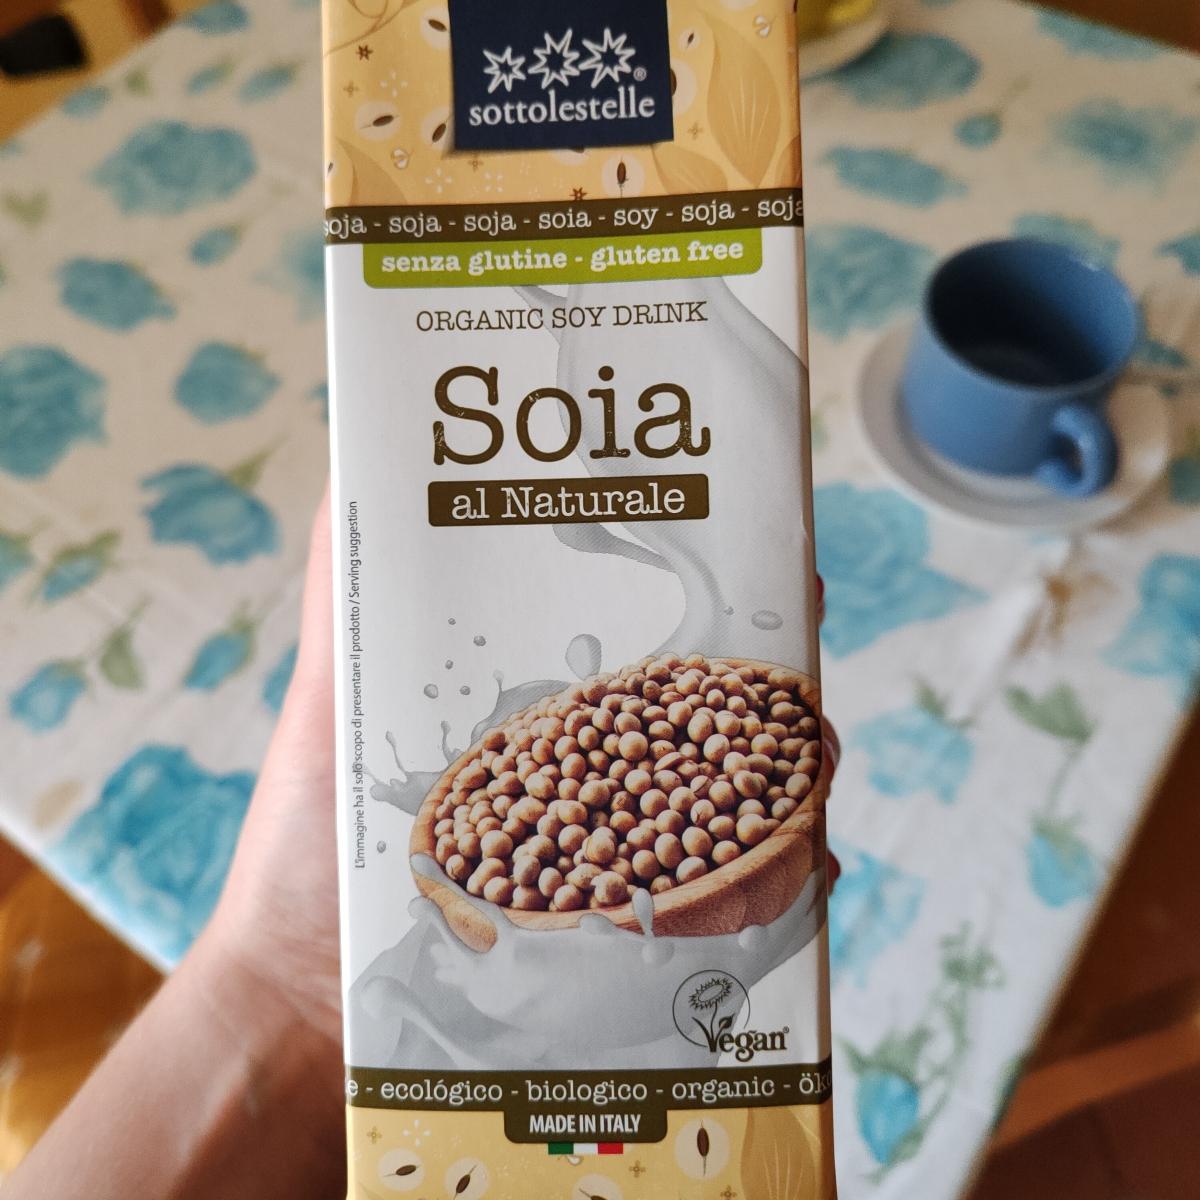 sottolestelle®
soja - soja - soja - soia - soy - soja - soja
senza glutine - gluten free
ORGANIC SOY DRINK
Soia
al Naturale
L'immagine ha il solo scopo di presentare il prodotto / Serving suggestion
Vegan®
e - ecológico - biologico - organic - ök
MADE IN ITALY